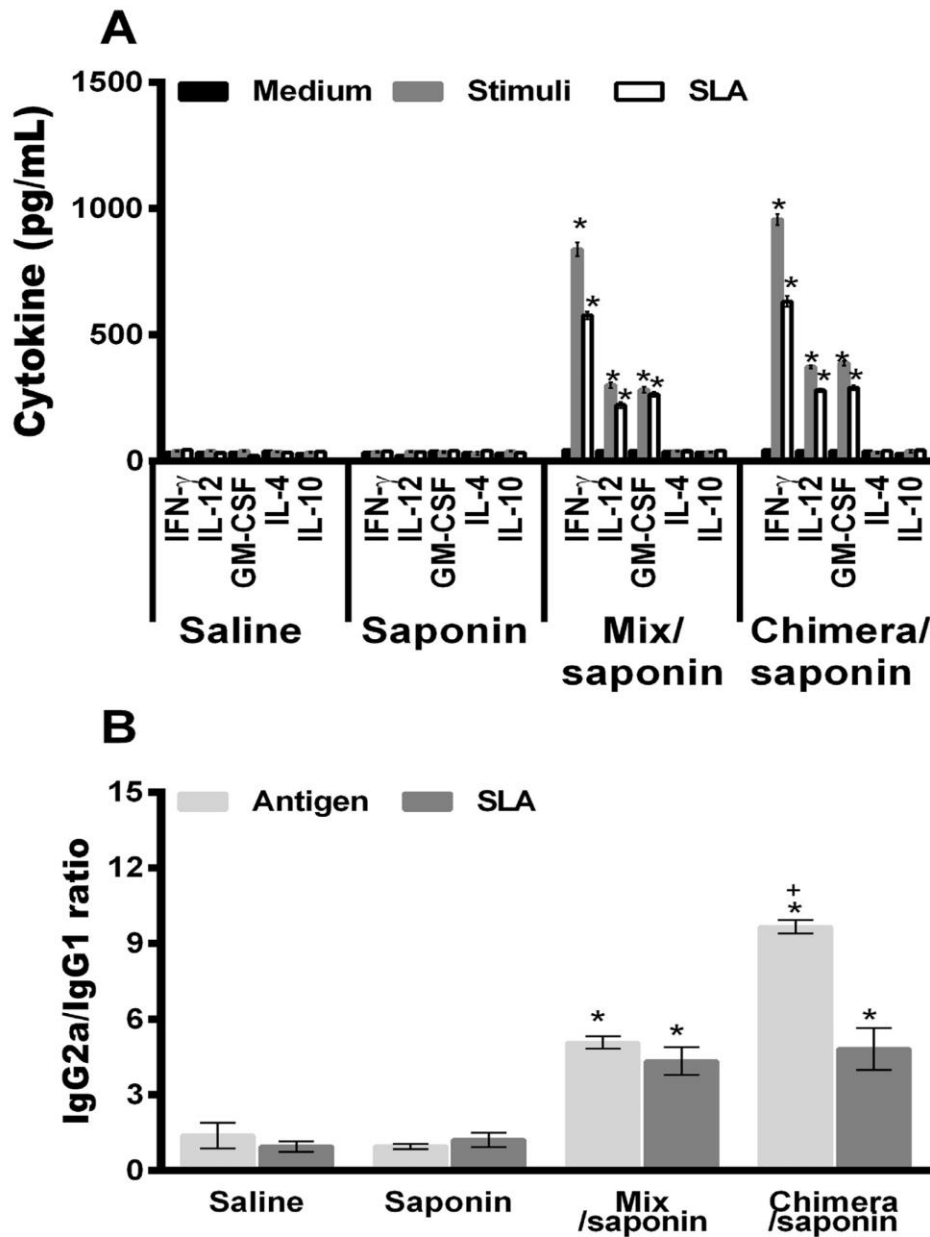 A
Cytokine (pg/mL)
1500
1000
500
0
Medium Stimuli SLA
* * * * * * * * * * * *
IFN-γ IL-12 GM-CSF IL-4 IL-10 IFN-γ IL-12 GM-CSF IL-4 IL-10 IFN-γ IL-12 GM-CSF IL-4 IL-10 IFN-γ IL-12 GM-CSF IL-4 IL-10
Saline Saponin Mix/ Chimera/
saponin saponin
B
IgG2a/IgG1 ratio
15
12
9
6
3
0
Antigen SLA
+
* * * *
Saline Saponin Mix Chimera
/saponin /saponin